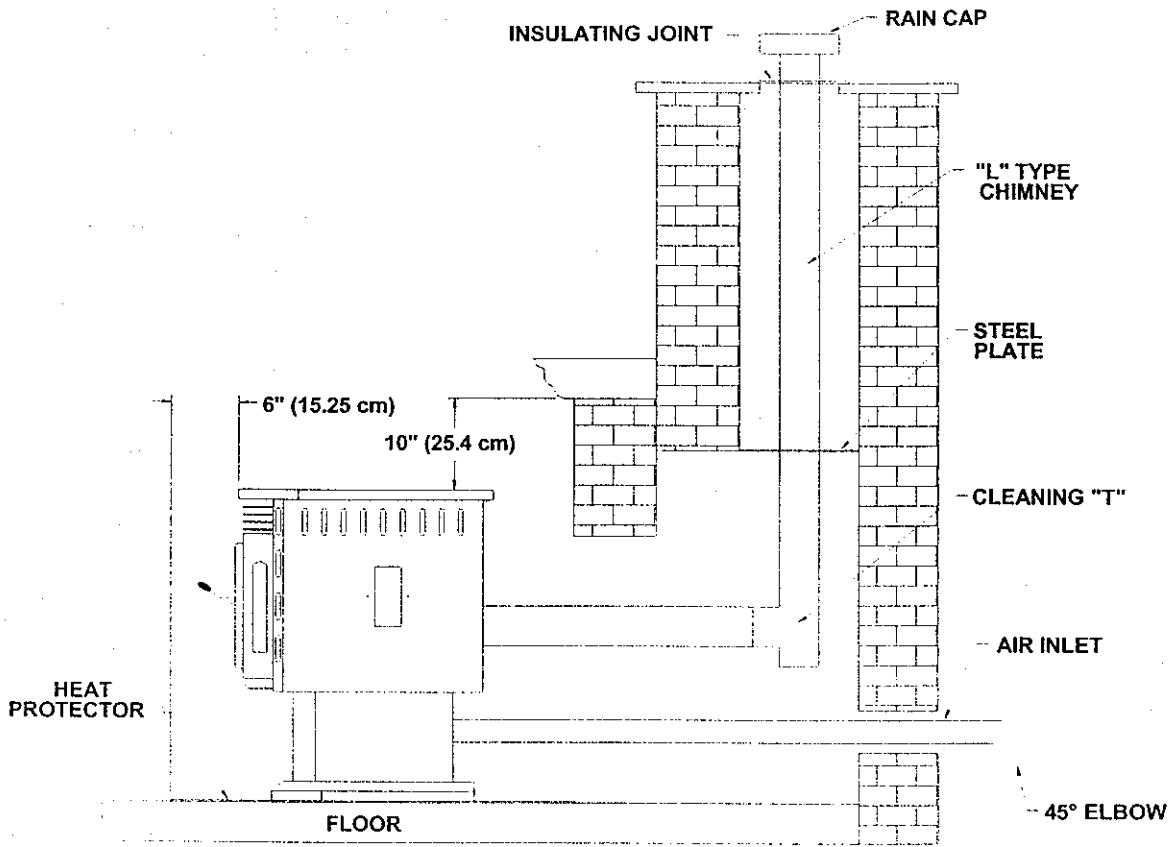 RAIN CAP
INSULATING JOINT
"L" TYPE
CHIMNEY
STEEL
PLATE
6" (15.25 cm)
10" (25.4 cm)
CLEANING "T"
AIR INLET
HEAT
PROTECTOR
45° ELBOW
FLOOR